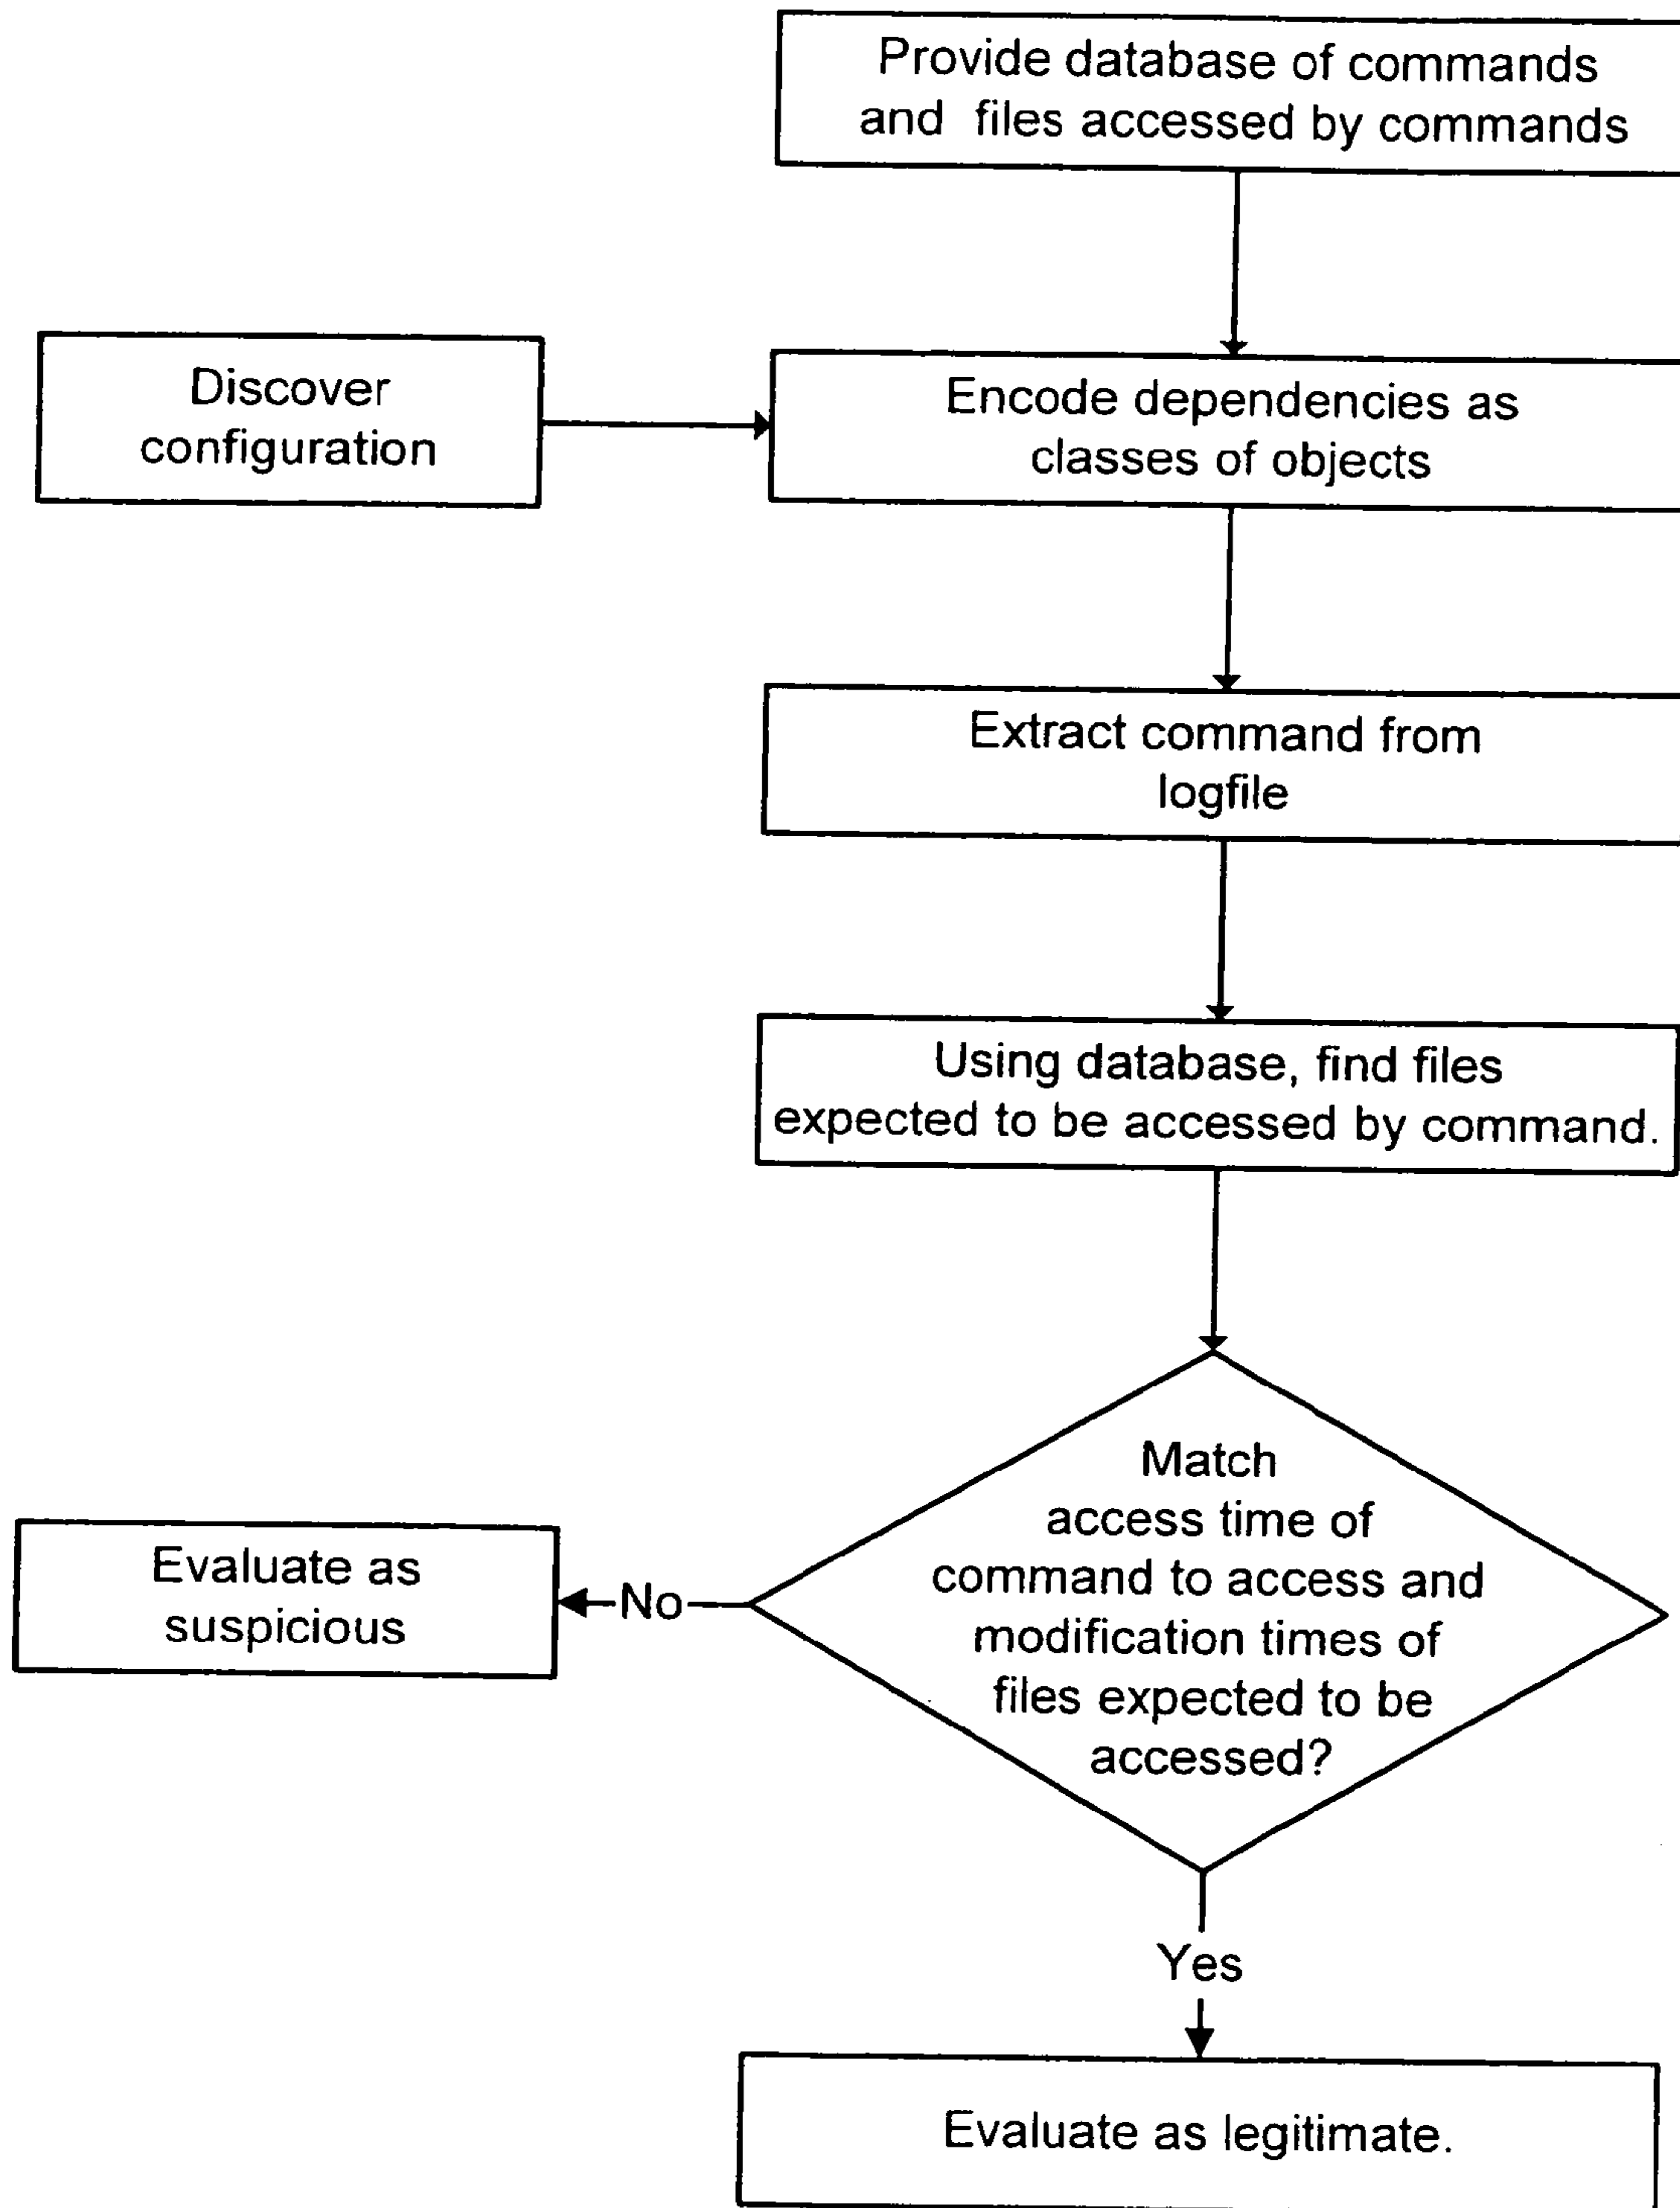 Provide database of commands
and files accessed by commands
Discover
configuration
Encode dependencies as
classes of objects
Extract command from
logfile
Using database, find files
expected to be accessed by command.
Match
access time of
command to access and
modification times of
files expected to be
accessed?
No
Evaluate as
suspicious
Yes
Evaluate as legitimate.